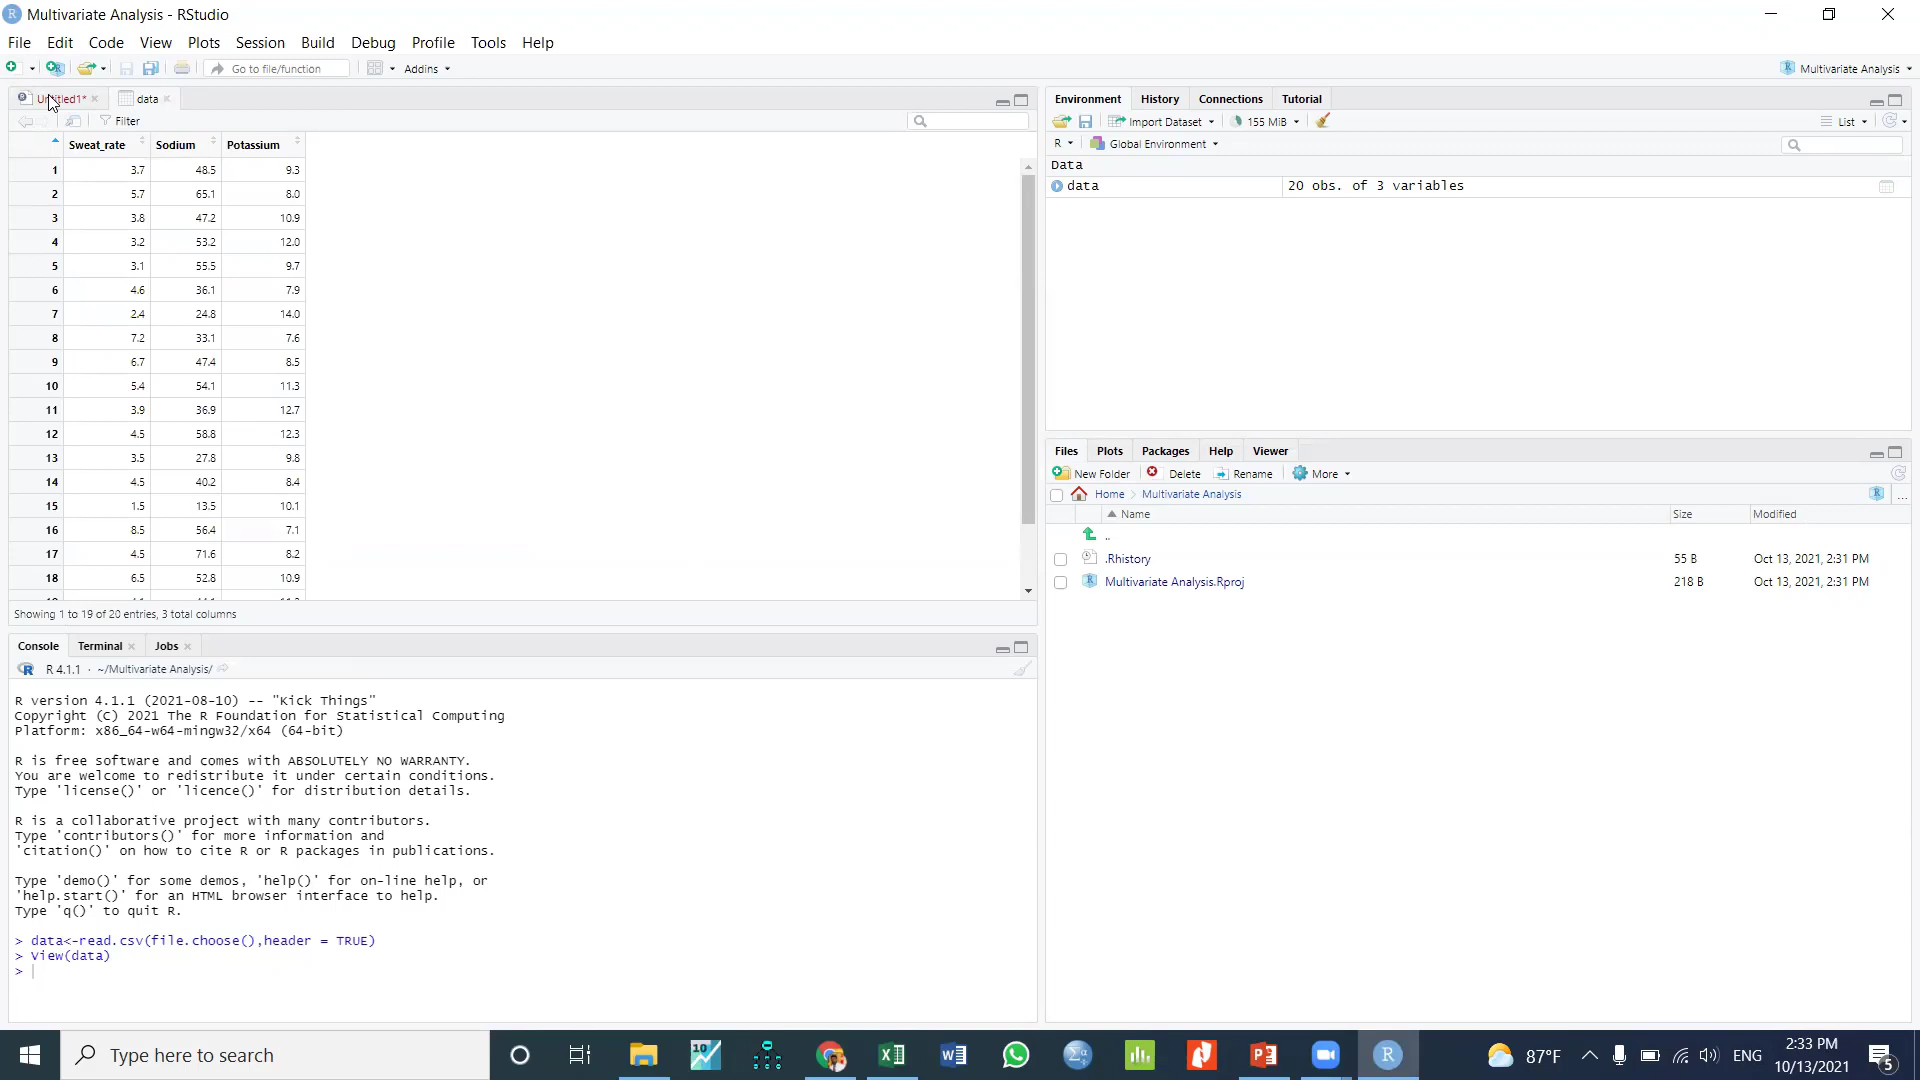 Multivariate Analysis - RStudio
File Edit Code View Plots Session Build Debug Profile Tools Help
Go to file/function Addins Multivariate Analysis
Untitled1* data
Filter
Sweat_rate Sodium Potassium
1 3.7 48.5 9.3
2 5.7 65.1 8.0
3 3.8 47.2 10.9
4 3.2 53.2 12.0
5 3.1 55.5 9.7
6 4.6 36.1 7.9
7 2.4 24.8 14.0
8 7.2 33.1 7.6
9 6.7 47.4 8.5
10 5.4 54.1 11.3
11 3.9 36.9 12.7
12 4.5 58.8 12.3
13 3.5 27.8 9.8
14 4.5 40.2 8.4
15 1.5 13.5 10.1
16 8.5 56.4 7.1
17 4.5 71.6 8.2
18 6.5 52.8 10.9
Showing 1 to 19 of 20 entries, 3 total columns
Console Terminal Jobs
R 4.1.1 · ~/Multivariate Analysis/
R version 4.1.1 (2021-08-10) -- "Kick Things"
Copyright (C) 2021 The R Foundation for Statistical Computing
Platform: x86_64-w64-mingw32/x64 (64-bit)
R is free software and comes with ABSOLUTELY NO WARRANTY.
You are welcome to redistribute it under certain conditions.
Type 'license()' or 'licence()' for distribution details.
R is a collaborative project with many contributors.
Type 'contributors()' for more information and
'citation()' on how to cite R or R packages in publications.
Type 'demo()' for some demos, 'help()' for on-line help, or
'help.start()' for an HTML browser interface to help.
Type 'q()' to quit R.
> data<-read.csv(file.choose(),header = TRUE)
> View(data)
>
Environment History Connections Tutorial
Import Dataset 155 MiB List
R Global Environment
Data
data 20 obs. of 3 variables
Files Plots Packages Help Viewer
New Folder Delete Rename More
Home Multivariate Analysis ...
Name Size Modified
..
.Rhistory 55 B Oct 13, 2021, 2:31 PM
Multivariate Analysis.Rproj 218 B Oct 13, 2021, 2:31 PM
Type here to search
87°F ENG
2:33 PM
10/13/2021
5